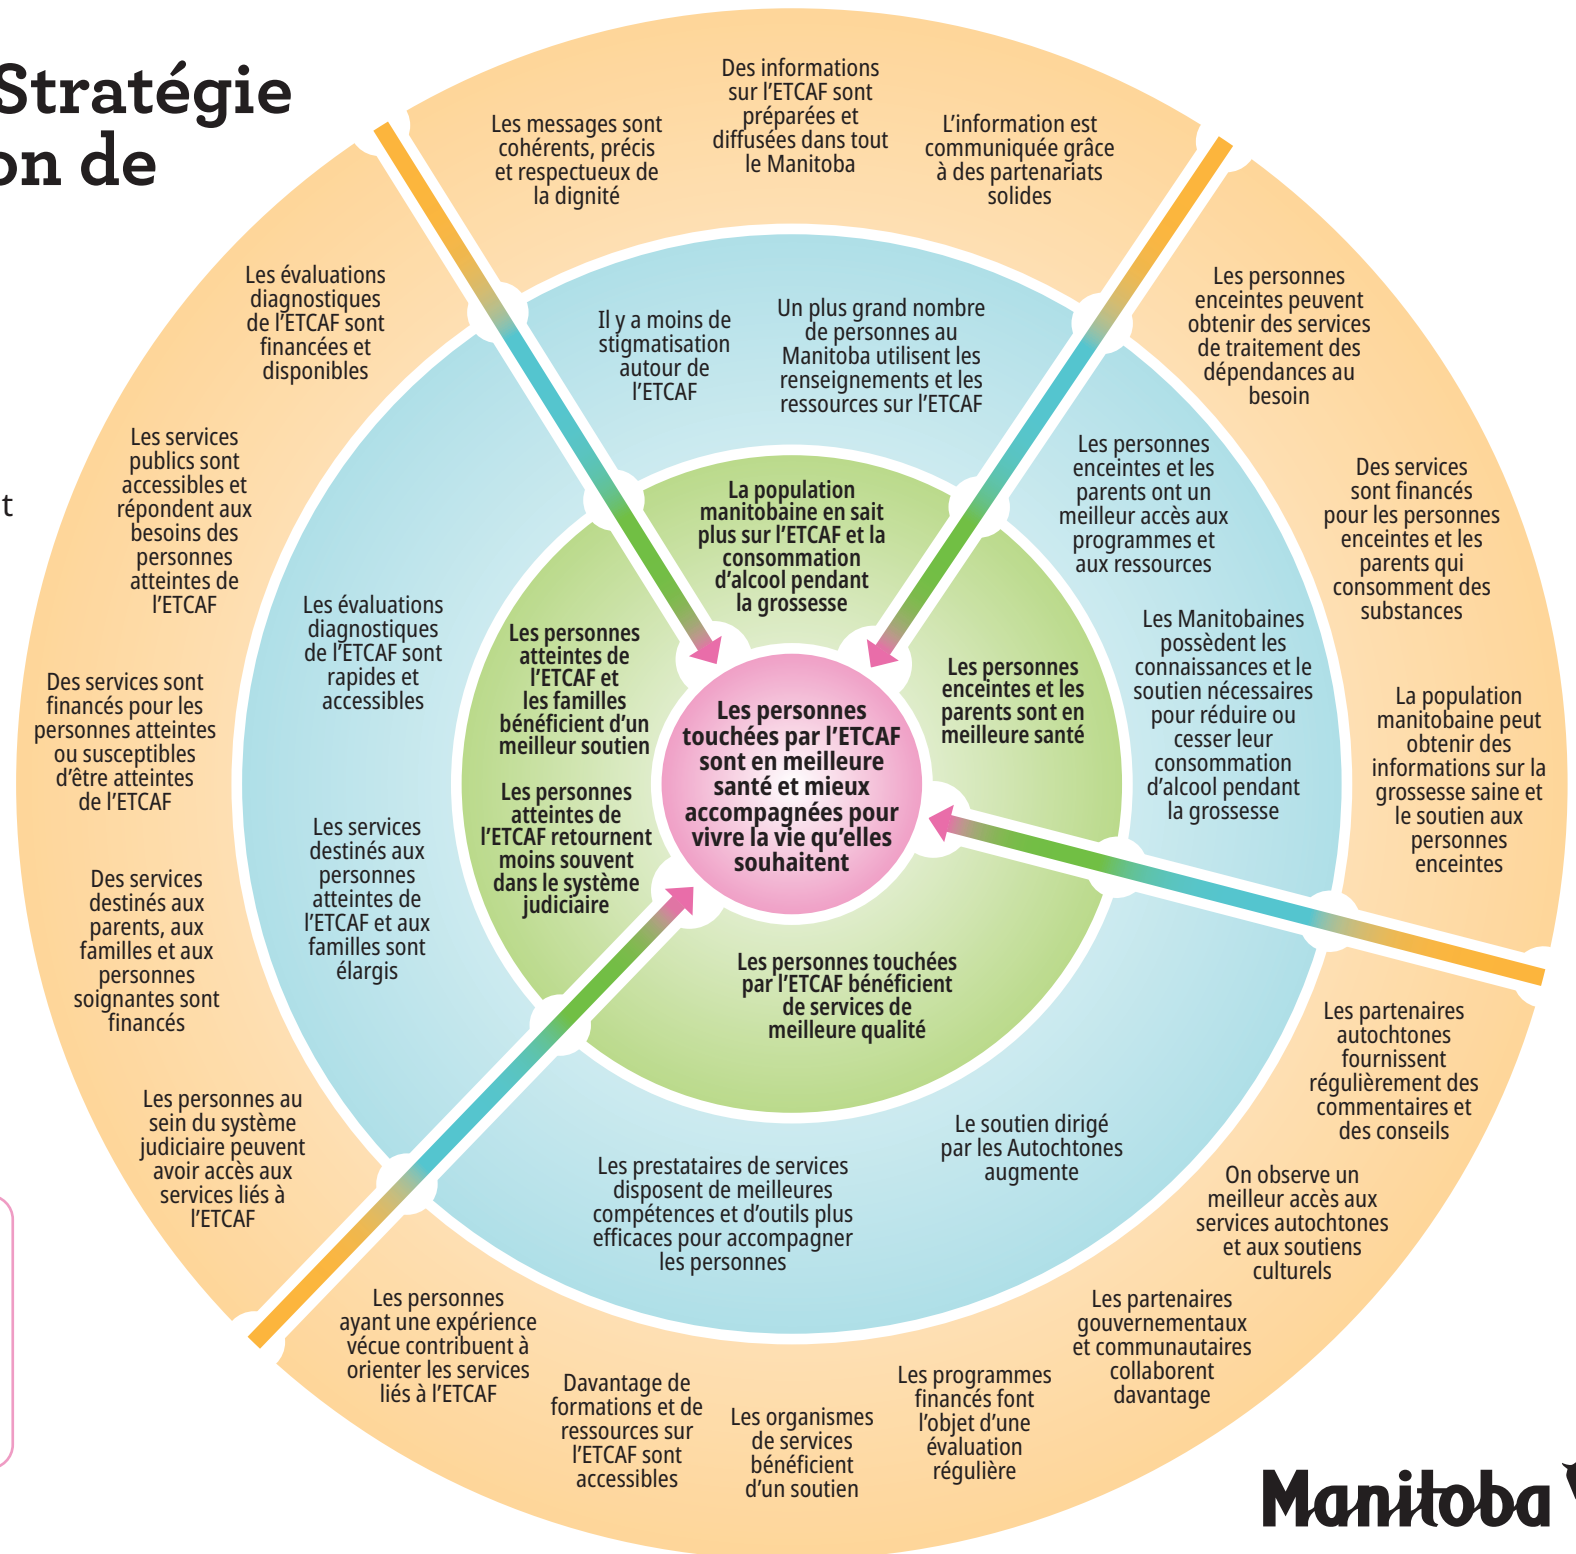 Stratégie
on de
t
Des informations
sur l’ETCAF sont
préparées et
diffusées dans tout
le Manitoba
Les messages sont
cohérents, précis
et respectueux de
la dignité
L’information est
communiquée grâce
à des partenariats
solides
Il y a moins de
stigmatisation
autour de
l’ETCAF
Un plus grand nombre
de personnes au
Manitoba utilisent les
renseignements et les
ressources sur l’ETCAF
La population
manitobaine en sait
plus sur l’ETCAF et la
consommation
d’alcool pendant
la grossesse
Les personnes
enceintes peuvent
obtenir des services
de traitement des
dépendances au
besoin
Des services
sont financés
pour les personnes
enceintes et les
parents qui
consomment des
substances
La population
manitobaine peut
obtenir des
informations sur la
grossesse saine et
le soutien aux
personnes
enceintes
Les personnes
enceintes et les
parents ont un
meilleur accès aux
programmes et
aux ressources
Les Manitobaines
possèdent les
connaissances et le
soutien nécessaires
pour réduire ou
cesser leur
consommation
d’alcool pendant
la grossesse
Les personnes
enceintes et les
parents sont en
meilleure santé
Les personnes
touchées par l’ETCAF
sont en meilleure
santé et mieux
accompagnées pour
vivre la vie qu’elles
souhaitent
Les évaluations
diagnostiques
de l’ETCAF sont
financées et
disponibles
Les services
publics sont
accessibles et
répondent aux
besoins des
personnes
atteintes de
l’ETCAF
Des services sont
financés pour les
personnes atteintes
ou susceptibles
d’être atteintes
de l’ETCAF
Des services
destinés aux
parents, aux
familles et aux
personnes
soignantes sont
financés
Les personnes au
sein du système
judiciaire peuvent
avoir accès aux
services liés à
l’ETCAF
Les évaluations
diagnostiques
de l’ETCAF sont
rapides et
accessibles
Les services
destinés aux
personnes
atteintes de
l’ETCAF et aux
familles sont
élargis
Les personnes
atteintes de
l’ETCAF et
les familles
bénéficient d’un
meilleur soutien
Les personnes
atteintes de
l’ETCAF retournent
moins souvent
dans le système
judiciaire
Les personnes touchées
par l’ETCAF bénéficient
de services de
meilleure qualité
Le soutien dirigé
par les Autochtones
augmente
Les prestataires de services
disposent de meilleures
compétences et d’outils plus
efficaces pour accompagner
les personnes
Les partenaires
autochtones
fournissent
régulièrement des
commentaires et
des conseils
On observe un
meilleur accès aux
services autochtones
et aux soutiens
culturels
Les partenaires
gouvernementaux
et communautaires
collaborent
davantage
Les programmes
financés font
l’objet d’une
évaluation
régulière
Les organismes
de services
bénéficient
d’un soutien
Davantage de
formations et de
ressources sur
l’ETCAF sont
accessibles
Les personnes
ayant une expérience
vécue contribuent à
orienter les services
liés à l’ETCAF
Manitoba